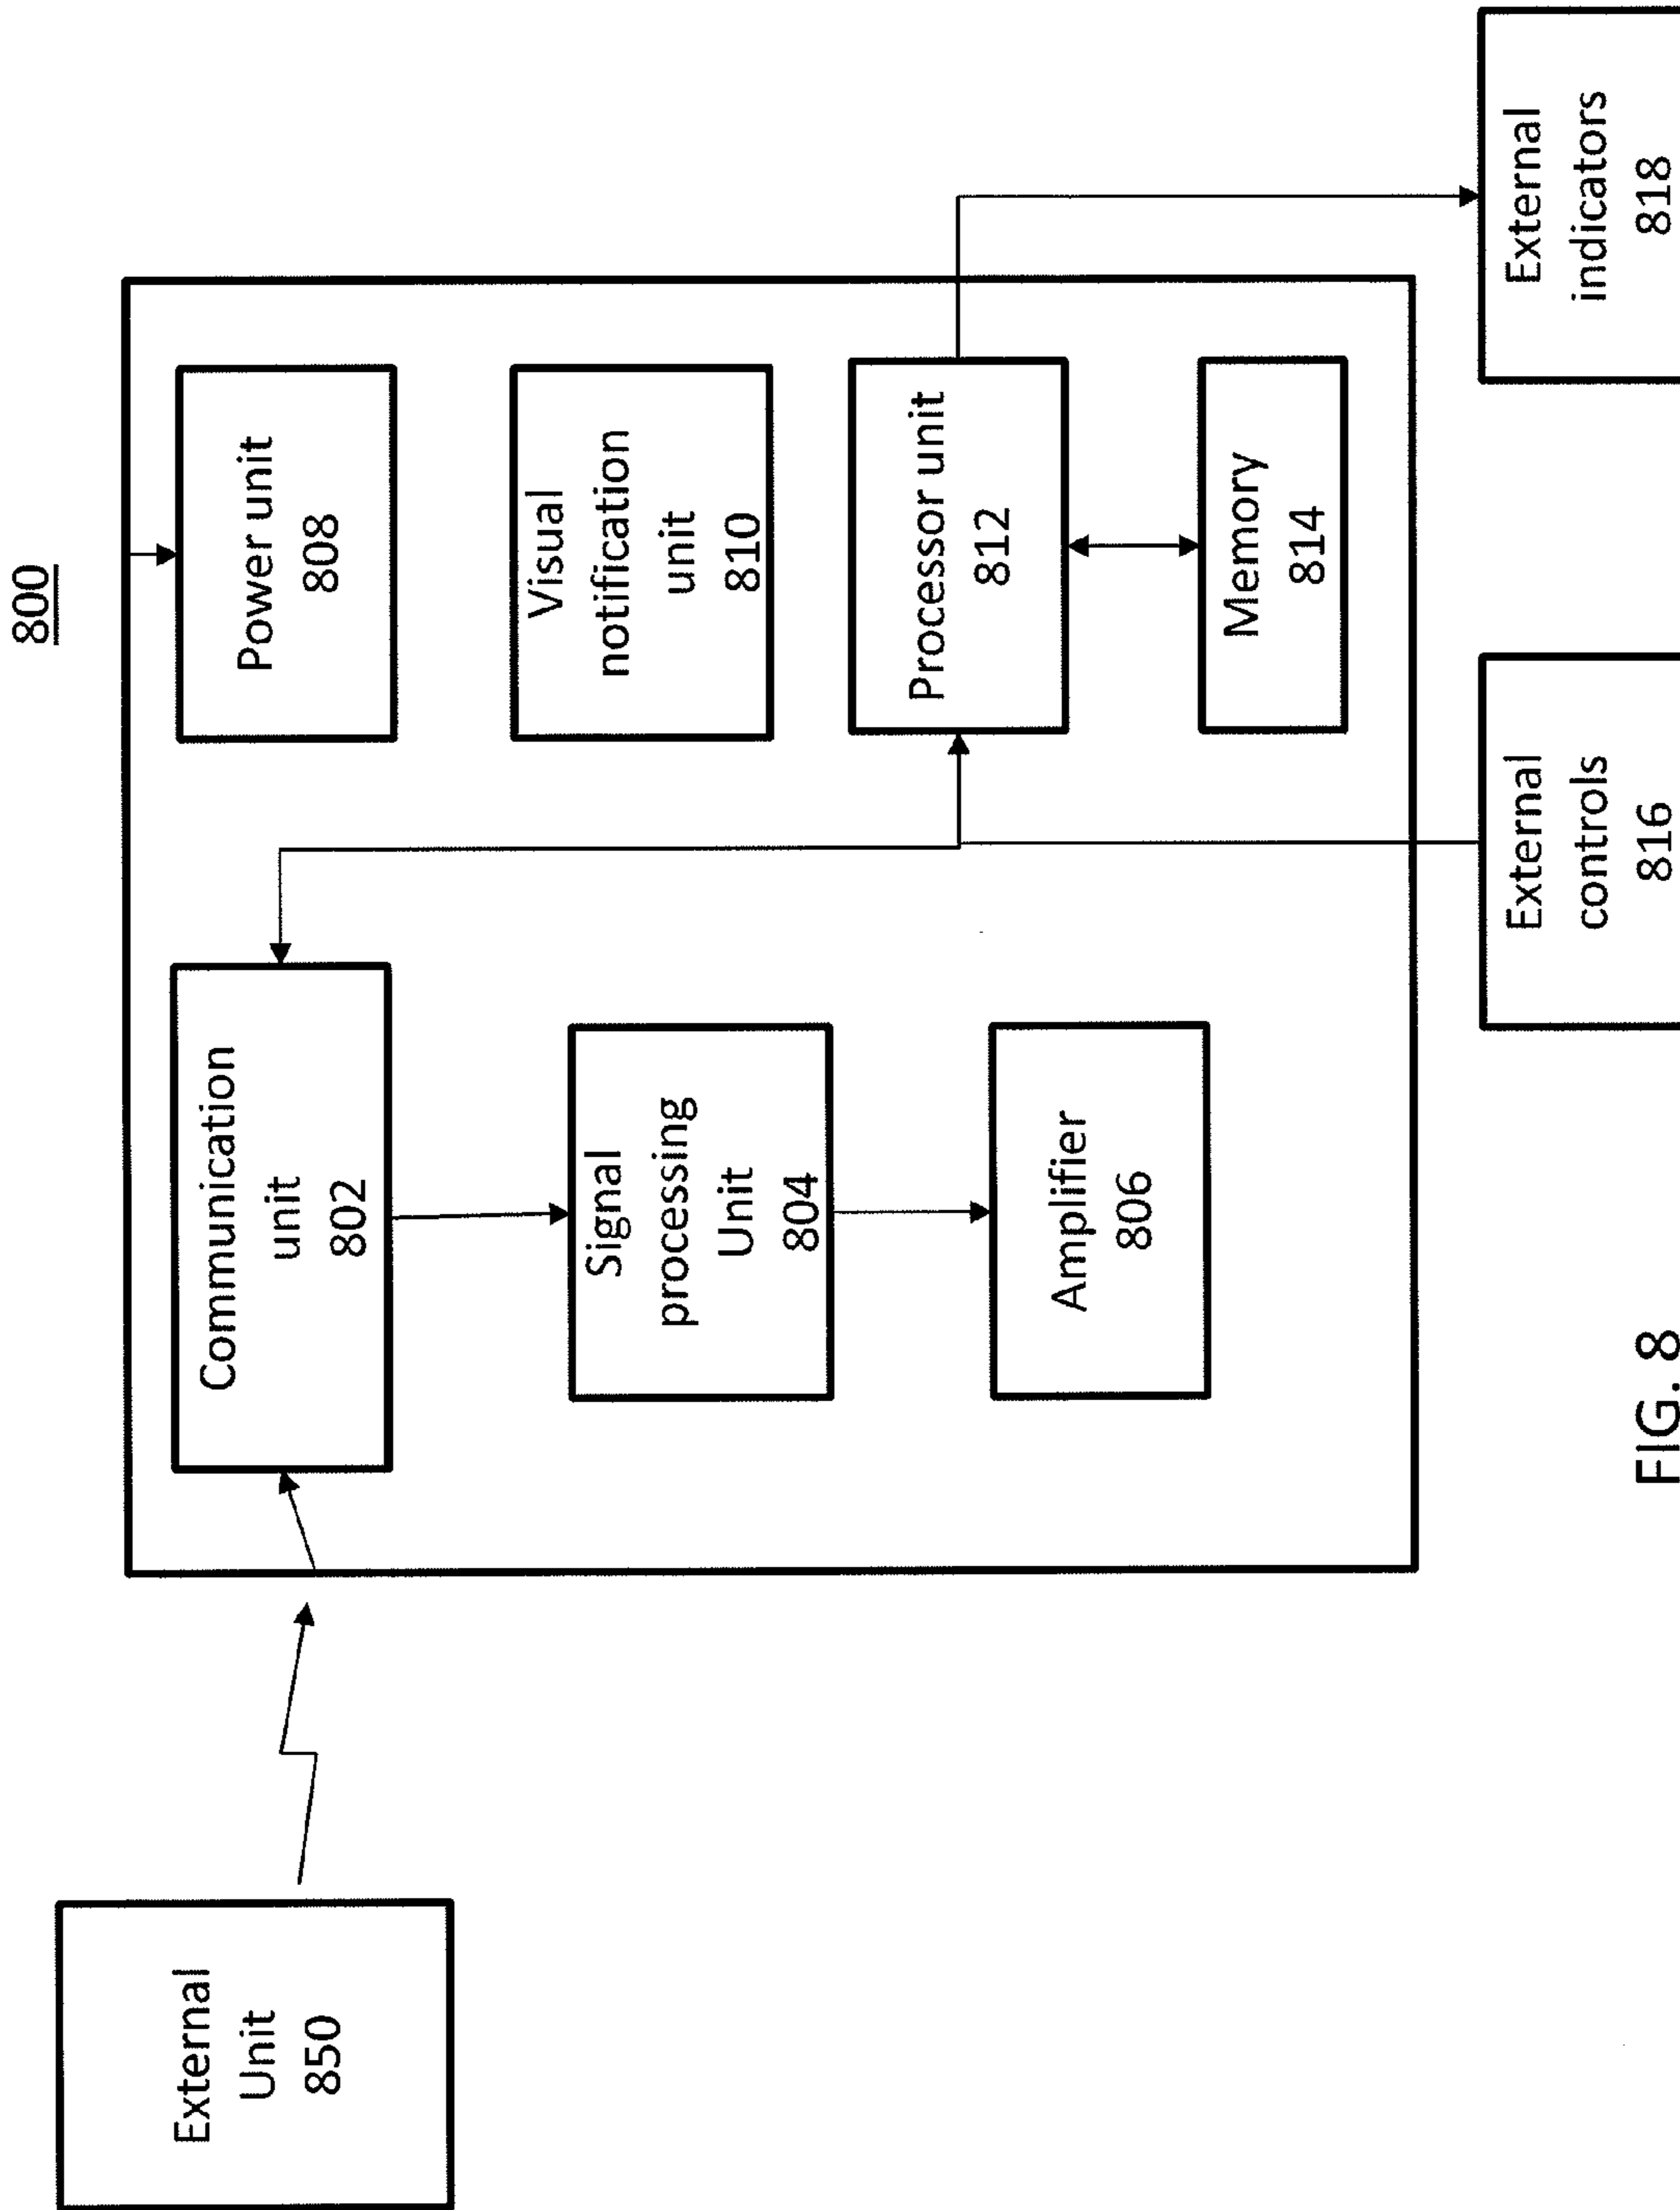 800
External
Unit
850
Communication
unit
802
Signal
processing
Unit
804
Amplifier
806
Power unit
808
Visual
notification
unit
810
Processor unit
812
Memory
814
External
controls
816
External
indicators
818
FIG. 8